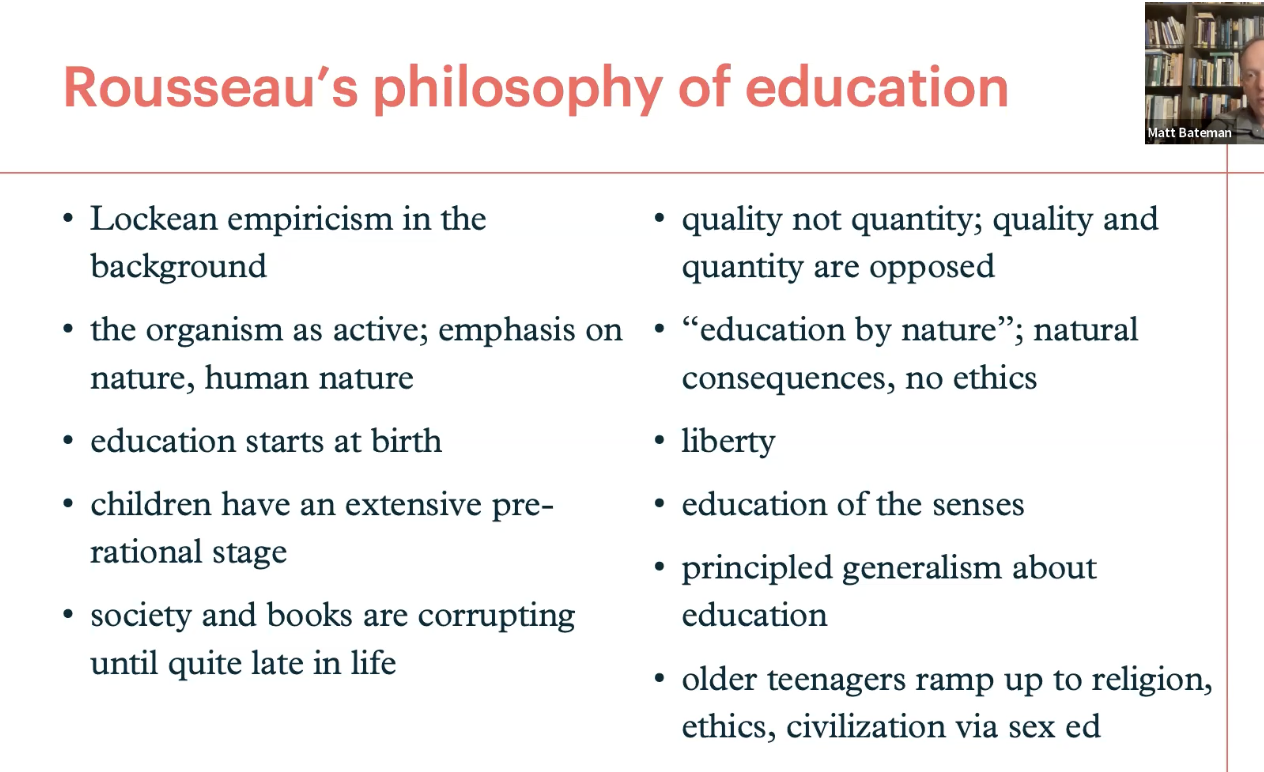 Rousseau's philosophy of education
Matt Bateman
• Lockean empiricism in the
background
• the organism as active; emphasis on
nature, human nature
• education starts at birth
• children have an extensive pre-
rational stage
• society and books are corrupting
until quite late in life
• quality not quantity; quality and
quantity are opposed
• “education by nature”; natural
consequences, no ethics
• liberty
• education of the senses
• principled generalism about
education
• older teenagers ramp up to religion,
ethics, civilization via sex ed